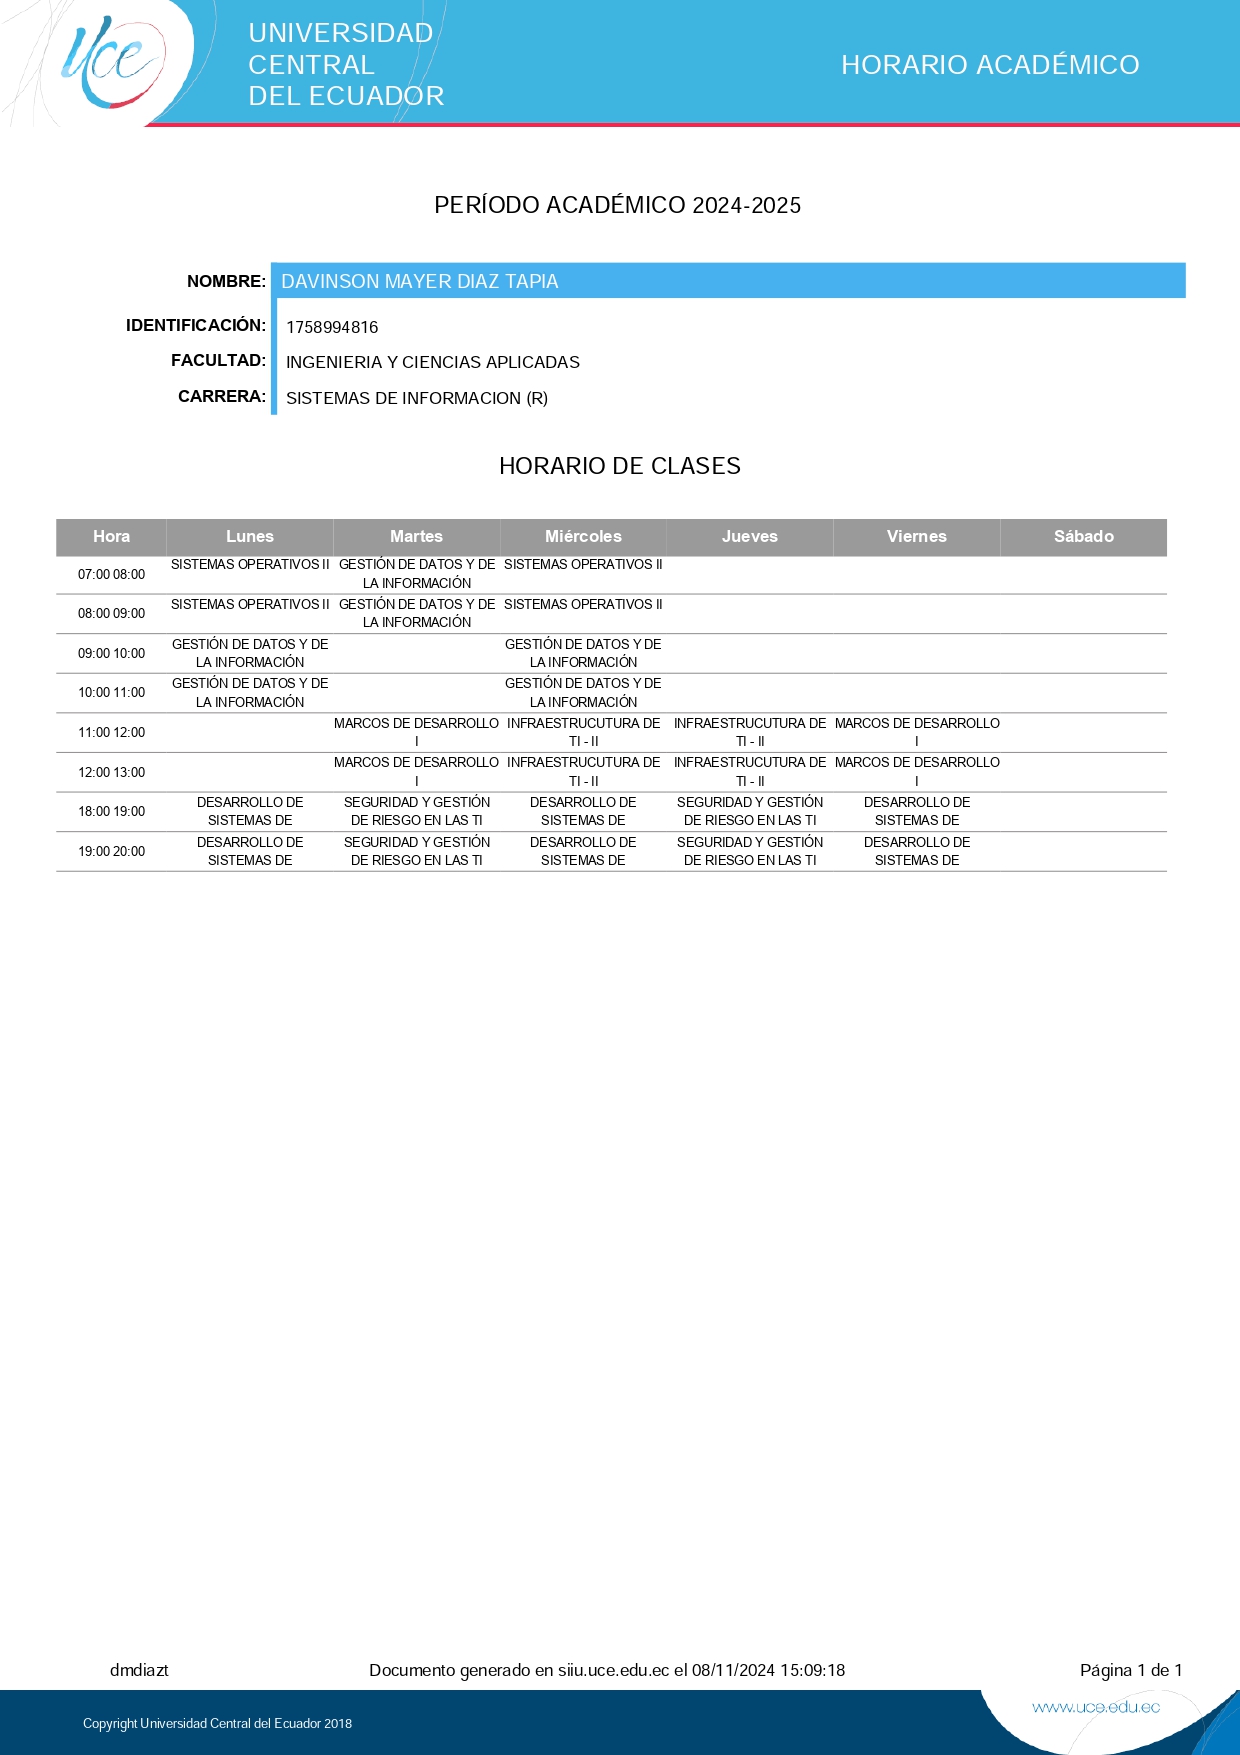 Uce
UNIVERSIDAD
CENTRAL
DEL ECUADOR
HORARIO ACADÉMICO
PERÍODO ACADÉMICO 2024-2025
NOMBRE: DAVINSON MAYER DIAZ TAPIA
IDENTIFICACIÓN: 1758994816
FACULTAD: INGENIERIA Y CIENCIAS APLICADAS
CARRERA: SISTEMAS DE INFORMACION (R)
HORARIO DE CLASES
Hora Lunes Martes Miércoles Jueves Viernes Sábado
07:00 08:00 SISTEMAS OPERATIVOS II GESTIÓN DE DATOS Y DE SISTEMAS OPERATIVOS II
LA INFORMACIÓN
08:00 09:00 SISTEMAS OPERATIVOS II GESTIÓN DE DATOS Y DE SISTEMAS OPERATIVOS II
LA INFORMACIÓN
09:00 10:00 GESTIÓN DE DATOS Y DE GESTIÓN DE DATOS Y DE
LA INFORMACIÓN LA INFORMACIÓN
10:00 11:00 GESTIÓN DE DATOS Y DE GESTIÓN DE DATOS Y DE
LA INFORMACIÓN LA INFORMACIÓN
11:00 12:00 MARCOS DE DESARROLLO INFRAESTRUCUTURA DE INFRAESTRUCUTURA DE MARCOS DE DESARROLLO
I TI - II TI - II I
12:00 13:00 MARCOS DE DESARROLLO INFRAESTRUCUTURA DE INFRAESTRUCUTURA DE MARCOS DE DESARROLLO
I TI - II TI - II I
18:00 19:00 DESARROLLO DE SEGURIDAD Y GESTIÓN DESARROLLO DE SEGURIDAD Y GESTIÓN DESARROLLO DE
SISTEMAS DE DE RIESGO EN LAS TI SISTEMAS DE DE RIESGO EN LAS TI SISTEMAS DE
19:00 20:00 DESARROLLO DE SEGURIDAD Y GESTIÓN DESARROLLO DE SEGURIDAD Y GESTIÓN DESARROLLO DE
SISTEMAS DE DE RIESGO EN LAS TI SISTEMAS DE DE RIESGO EN LAS TI SISTEMAS DE
dmdiazt Documento generado en siiu.uce.edu.ec el 08/11/2024 15:09:18 Página 1 de 1
www.uce.edu.ec
Copyright Universidad Central del Ecuador 2018